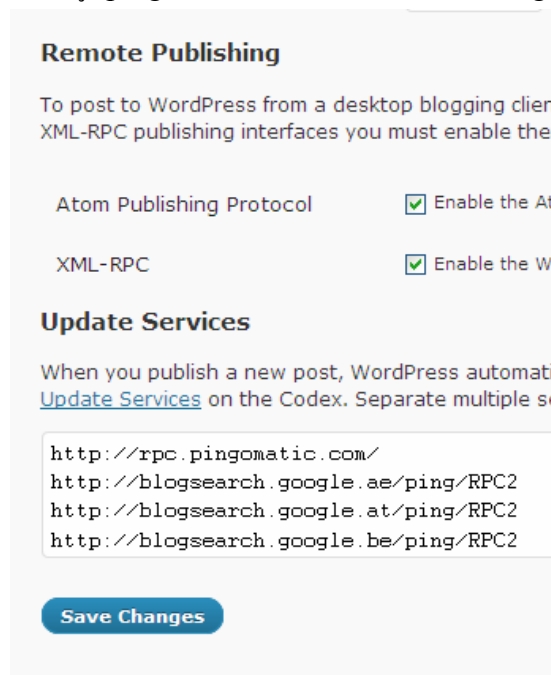 Remote Publishing
To post to WordPress from a desktop blogging clien
XML-RPC publishing interfaces you must enable the
Atom Publishing Protocol Enable the At
XML-RPC Enable the W
Update Services
When you publish a new post, WordPress automati
Update Services on the Codex. Separate multiple se
http://rpc.pingomatic.com/
http://blogsearch.google.ae/ping/RPC2
http://blogsearch.google.at/ping/RPC2
http://blogsearch.google.be/ping/RPC2
Save Changes